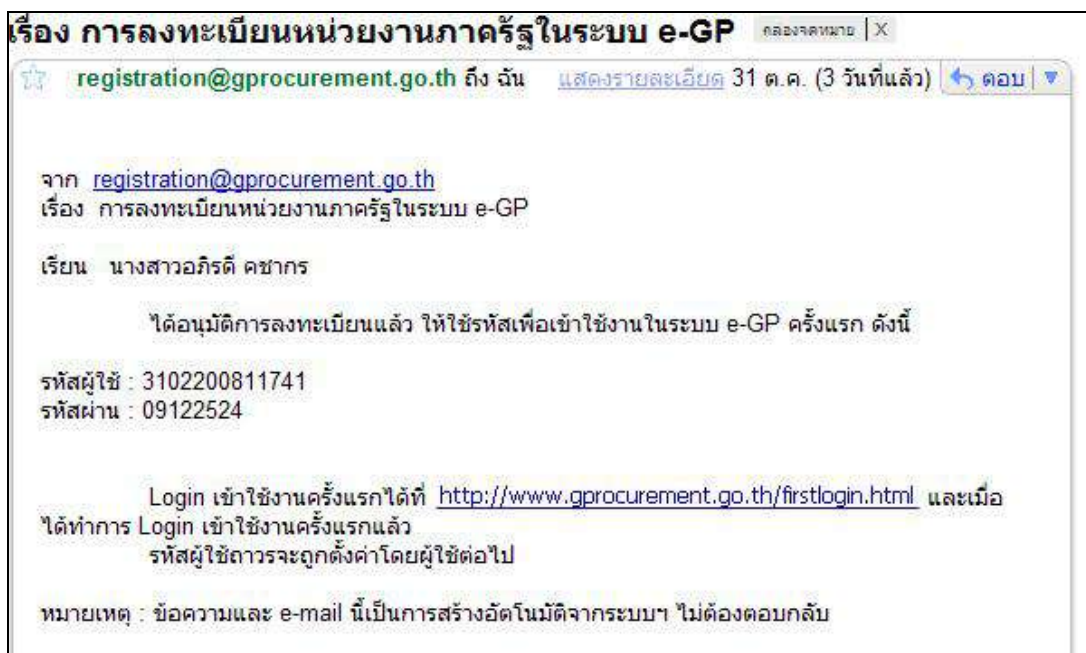 เรื่อง การลงทะเบียนหน่วยงานภาครัฐในระบบ e-GP กล่องจดหมาย X
registration@gprocurement.go.th ถึง ฉัน แสดงรายละเอียด 31 ต.ค. (3 วันที่แล้ว) ตอบ
จาก registration@gprocurement.go.th
เรื่อง การลงทะเบียนหน่วยงานภาครัฐในระบบ e-GP
เรียน นางสาวอภิรดี คชากร
ได้อนุมัติการลงทะเบียนแล้ว ให้ใช้รหัสเพื่อเข้าใช้งานในระบบ e-GP ครั้งแรก ดังนี้
รหัสผู้ใช้ : 3102200811741
รหัสผ่าน : 09122524
Login เข้าใช้งานครั้งแรกได้ที่ http://www.gprocurement.go.th/firstlogin.html และเมื่อ
ได้ทำการ Login เข้าใช้งานครั้งแรกแล้ว
รหัสผู้ใช้ถาวรจะถูกตั้งค่าโดยผู้ใช้ต่อไป
หมายเหตุ : ข้อความและ e-mail นี้เป็นการสร้างอัตโนมัติจากระบบฯ ไม่ต้องตอบกลับ